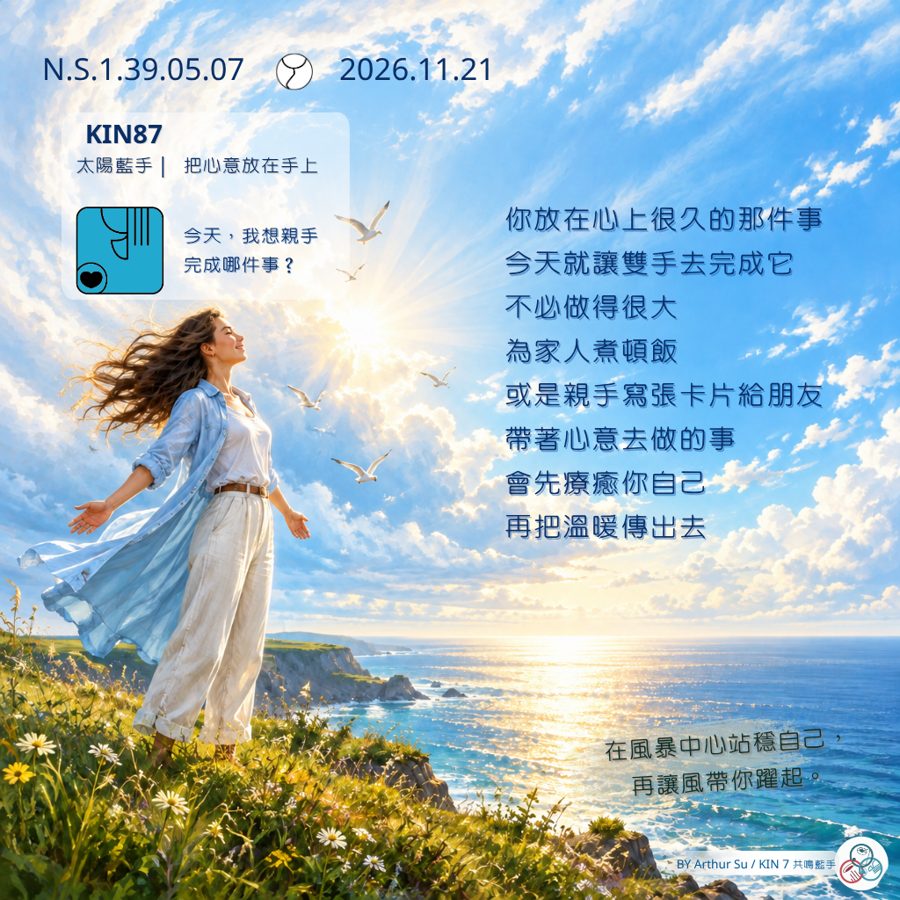 N.S.1.39.05.07
2026.11.21
KIN87
太陽藍手 | 把心意放在手上
今天，我想親手
完成哪件事？
你放在心上很久的那件事
今天就讓雙手去完成它
不必做得很大
為家人煮頓飯
或是親手寫張卡片給朋友
帶著心意去做的事
會先療癒你自己
再把溫暖傳出去
在風暴中心站穩自己，
再讓風帶你躍起。
BY Arthur Su / KIN 7 共鳴藍手